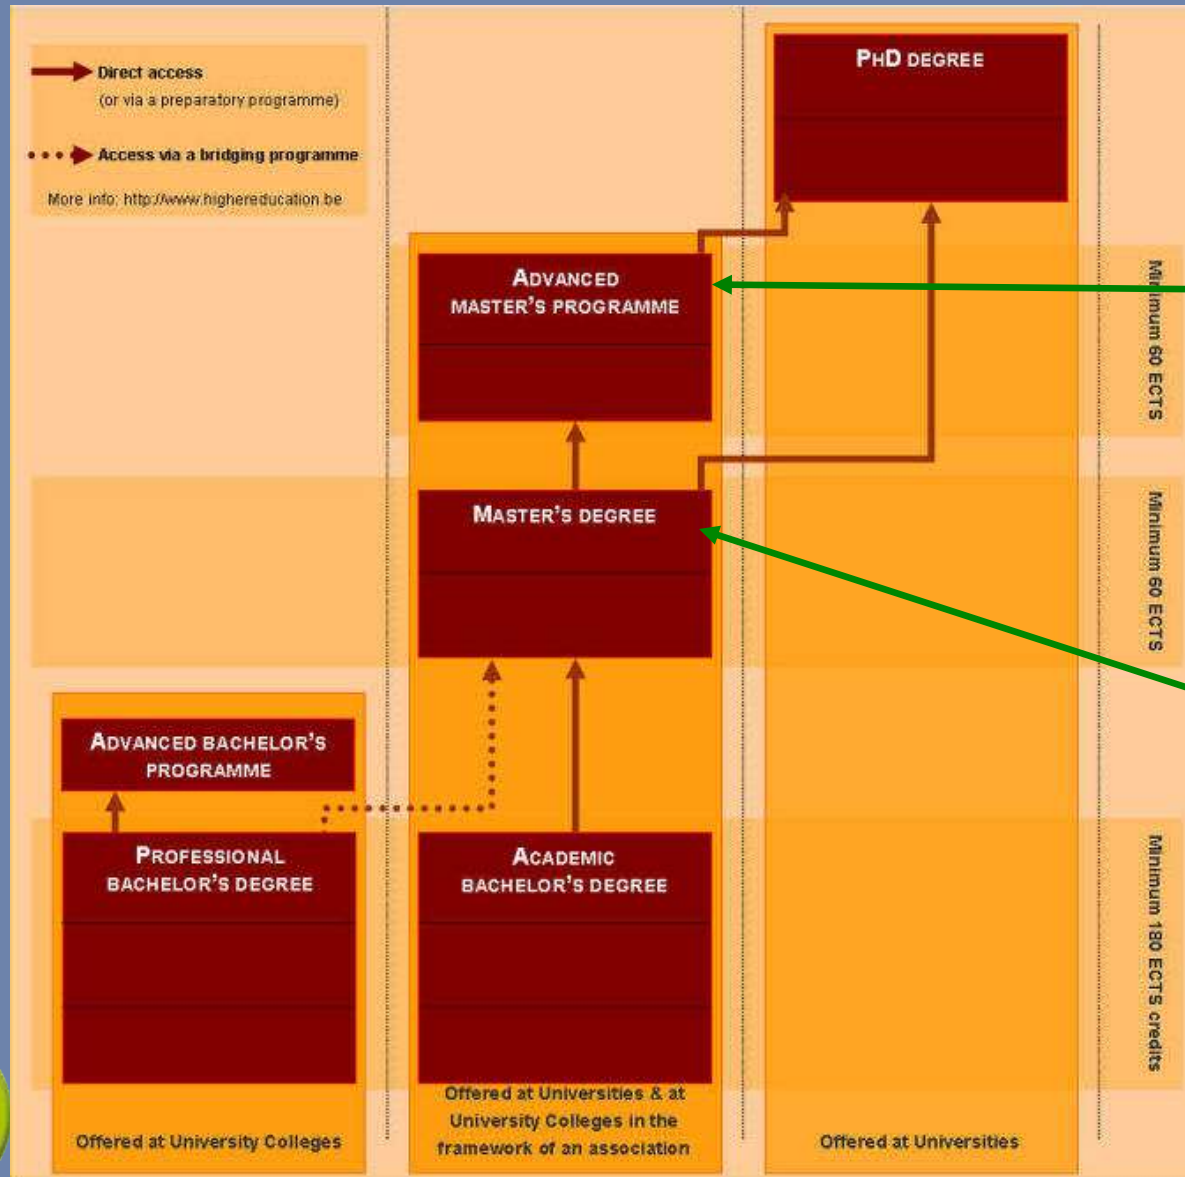 Direct access
(or via a preparatory programme)
Access via a bridging programme
More info: http://www.highereducation.be
PHD DEGREE
ADVANCED
MASTER'S PROGRAMME
Minimum 60 ECTS
MASTER'S DEGREE
Minimum 60 ECTS
ADVANCED BACHELOR'S
PROGRAMME
PROFESSIONAL
BACHELOR'S DEGREE
ACADEMIC
BACHELOR'S DEGREE
Minimum 180 ECTS credits
Offered at University Colleges
Offered at Universities & at
University Colleges in the
framework of an association
Offered at Universities